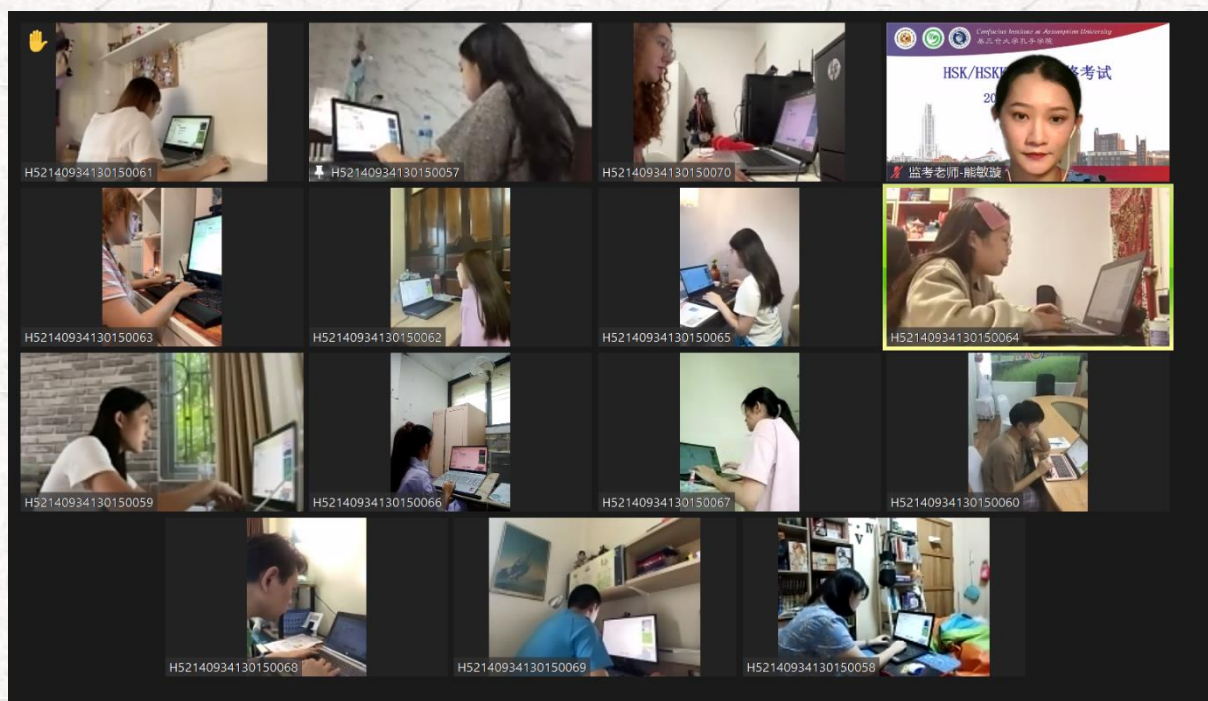 H52140934130150061
H52140934130150057
H52140934130150070
Confucius Institute at Assumption University
易三仓大学孔子学院
HSK/HSK
考试
20
监考老师-熊敏璇
H52140934130150063
H52140934130150062
H52140934130150065
H52140934130150064
H52140934130150059
H52140934130150066
H52140934130150067
H52140934130150060
H52140934130150068
H52140934130150069
H52140934130150058